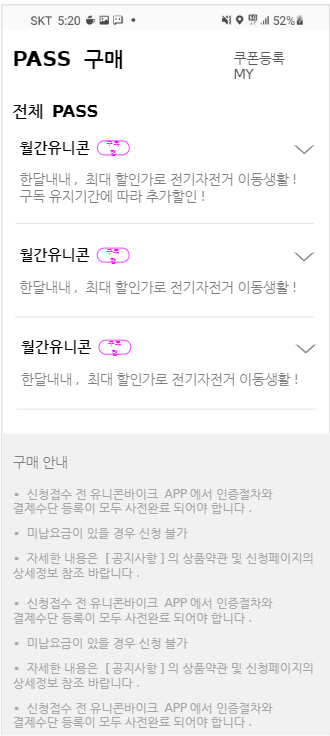 SKT 5:20
52%
PASS 구매
쿠폰등록
MY
전체 PASS
월간유니콘
한달내내 , 최대 할인가로 전기자전거 이동생활 !
구독 유지기간에 따라 추가할인 !
월간유니콘
한달내내 , 최대 할인가로 전기자전거 이동생활 !
월간유니콘
한달내내 , 최대 할인가로 전기자전거 이동생활 !
구매 안내
• 신청접수 전 유니콘바이크 APP 에서 인증절차와
결제수단 등록이 모두 사전완료 되어야 합니다 .
• 미납요금이 있을 경우 신청 불가
• 자세한 내용은 [ 공지사항 ] 의 상품약관 및 신청페이지의
상세정보 참조 바랍니다 .
• 신청접수 전 유니콘바이크 APP 에서 인증절차와
결제수단 등록이 모두 사전완료 되어야 합니다 .
• 미납요금이 있을 경우 신청 불가
• 자세한 내용은 [ 공지사항 ] 의 상품약관 및 신청페이지의
상세정보 참조 바랍니다 .
• 신청접수 전 유니콘바이크 APP 에서 인증절차와
결제수단 등록이 모두 사전완료 되어야 합니다 .